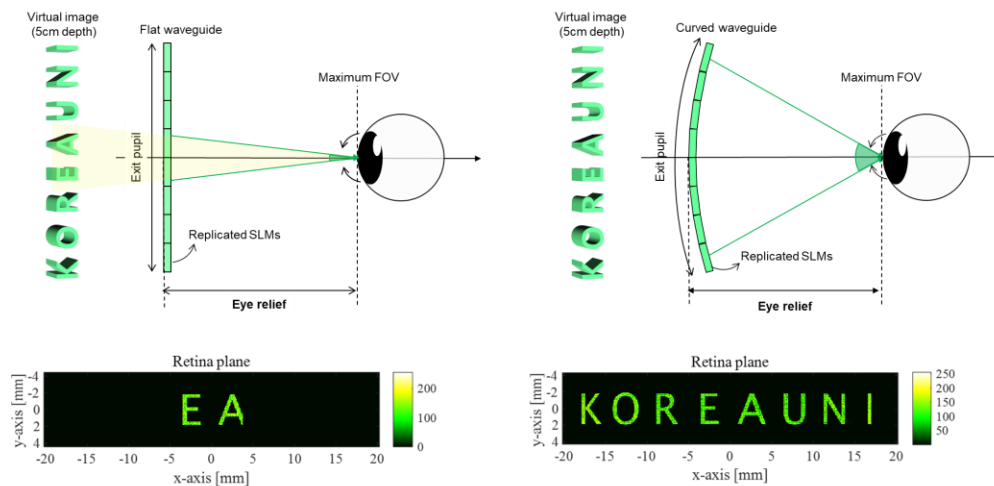 Virtual image
(5cm depth)
Flat waveguide
Maximum FOV
KOREAUNI
Exit pupil
Replicated SLMs
Eye relief
Retina plane
y-axis [mm]
-4
-2
0
2
4
E A
200
100
0
-20 -15 -10 -5 0 5 10 15 20
x-axis [mm]
Virtual image
(5cm depth)
Curved waveguide
Maximum FOV
KOREAUNI
Exit pupil
Replicated SLMs
Eye relief
Retina plane
y-axis [mm]
-4
-2
0
2
4
K O R E A U N I
250
200
150
100
50
-20 -15 -10 -5 0 5 10 15 20
x-axis [mm]